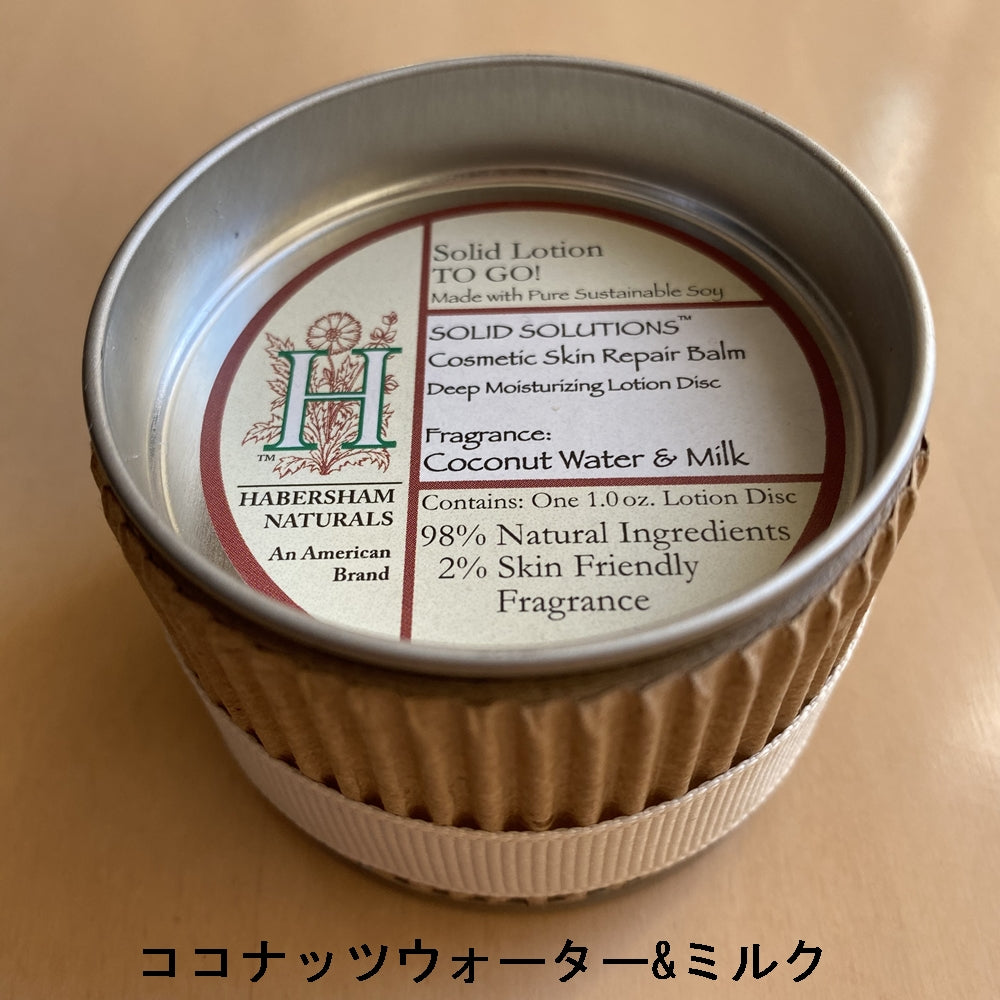 Solid Lotion
TO GO!
Made with Pure Sustainable Soy
SOLID SOLUTIONS™
Cosmetic Skin Repair Balm
Deep Moisturizing Lotion Disc
Fragrance:
Coconut Water & Milk
H
™
HABERSHAM
NATURALS
An American
Brand
Contains: One 1.0 oz. Lotion Disc
98% Natural Ingredients
2% Skin Friendly
Fragrance
ココナッツウォーター&ミルク